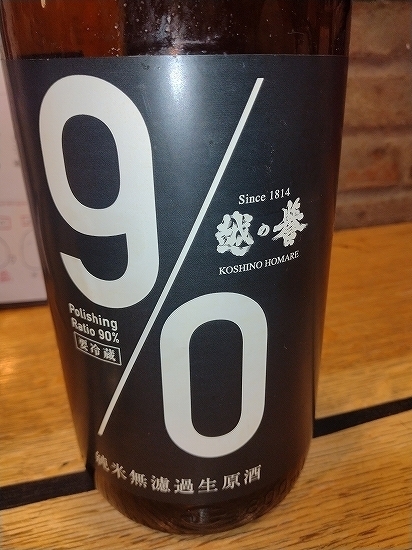 9/0
Since 1814
越の誉
KOSHINO HOMARE
Polishing
Ratio 90%
要冷蔵
純米無濾過生原酒